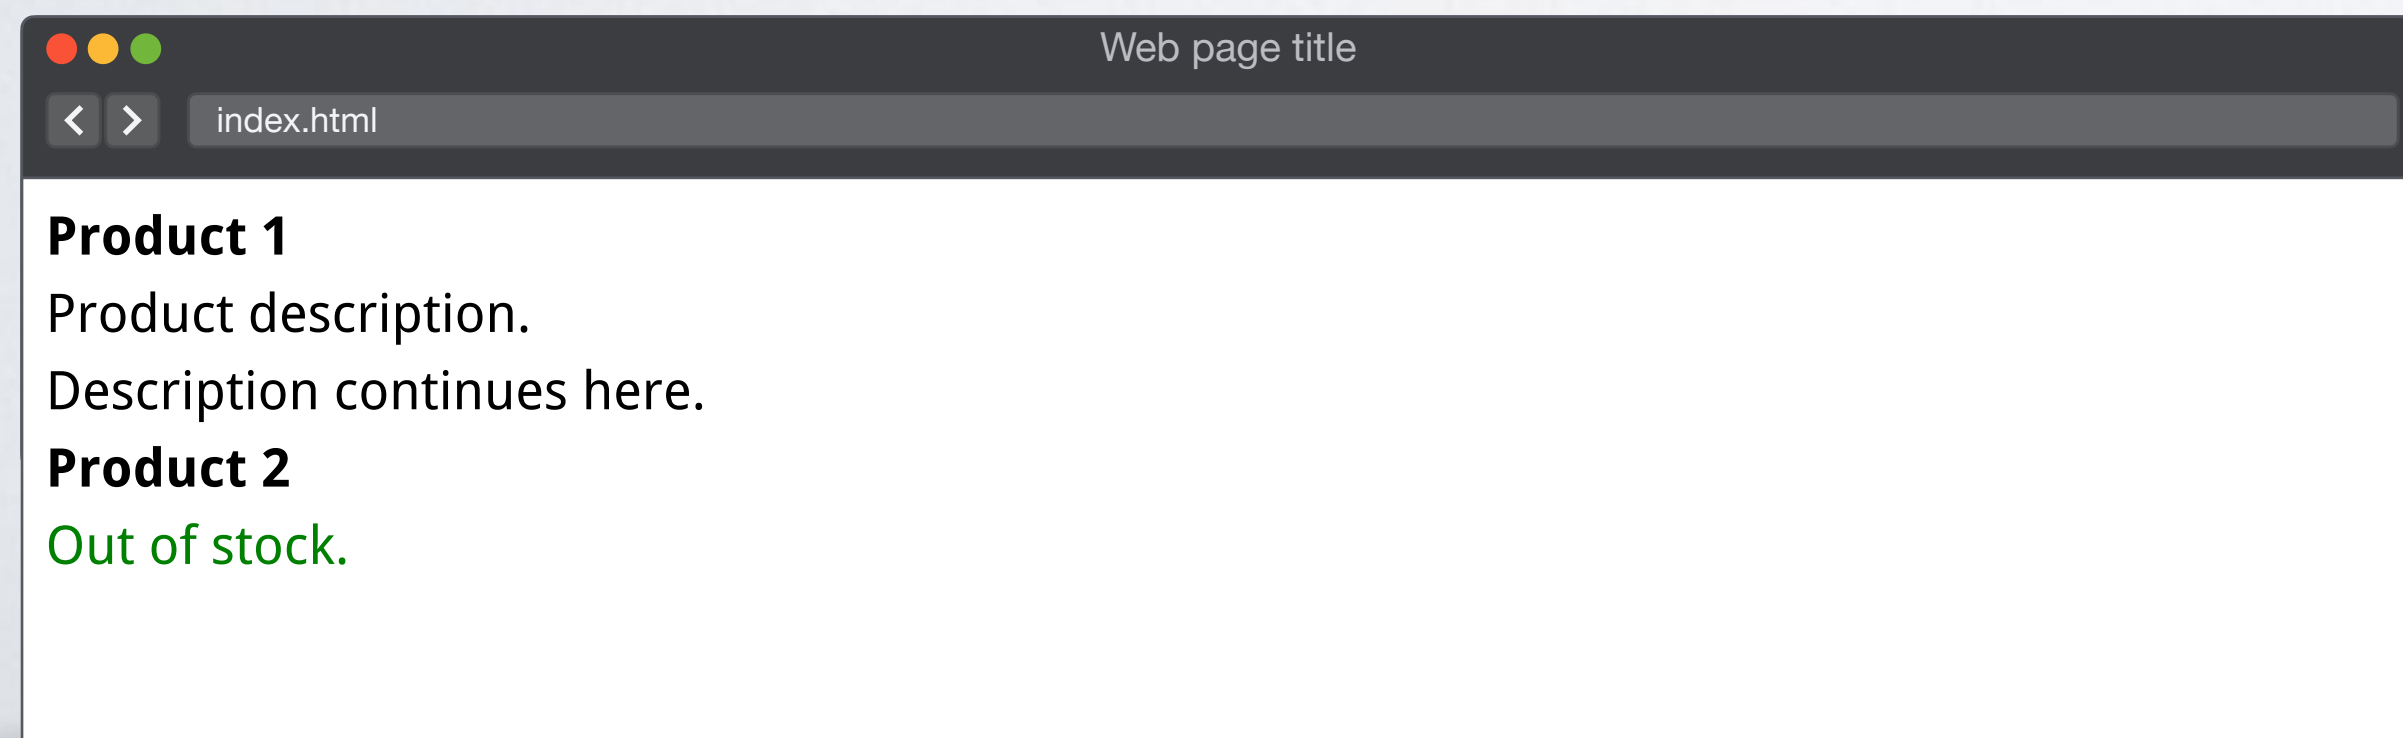 Web page title
index.html
Product 1
Product description.
Description continues here.
Product 2
Out of stock.